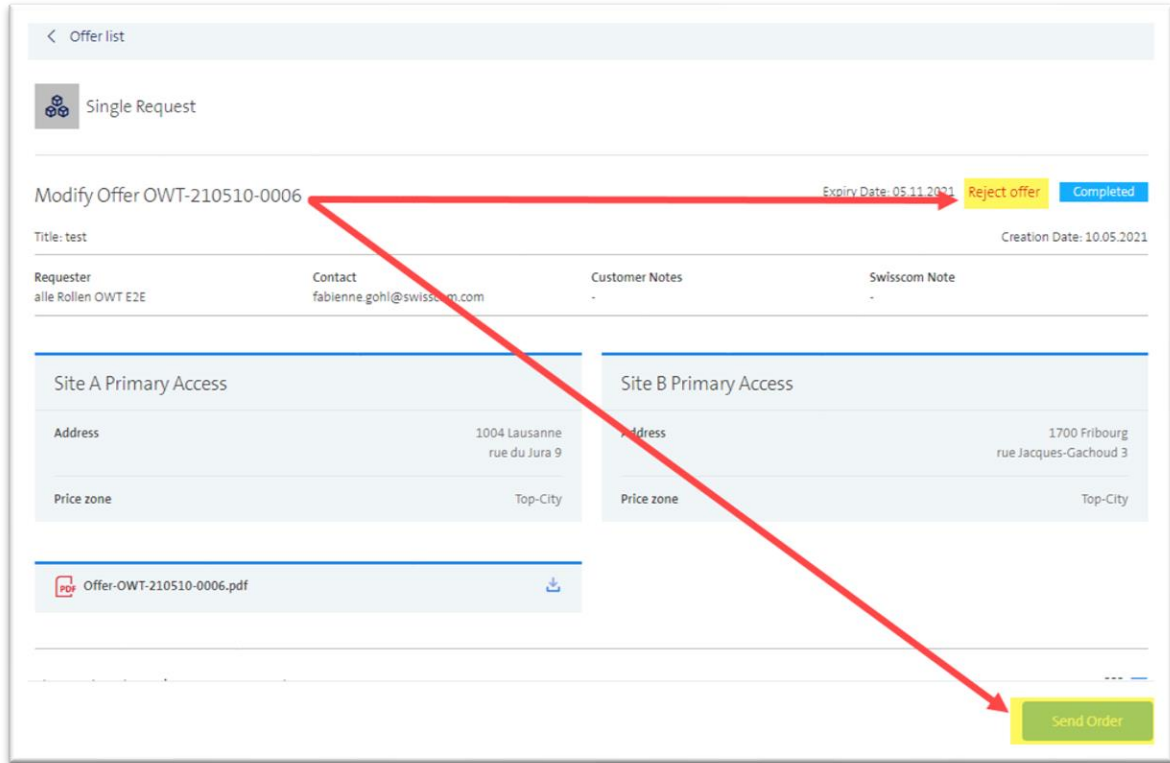 Offer list
Single Request
Modify Offer OWT-210510-0006
Expiry Date: 05.11.2021 Reject offer Completed
Title: test
Creation Date: 10.05.2021
Requester Contact Customer Notes Swisscom Note
alle Rollen OWT E2E fabienne.gohl@swisscom.com - -
Site A Primary Access
Address 1004 Lausanne
rue du Jura 9
Price zone Top-City
Site B Primary Access
Address 1700 Fribourg
rue Jacques-Gachoud 3
Price zone Top-City
PDF Offer-OWT-210510-0006.pdf
Send Order